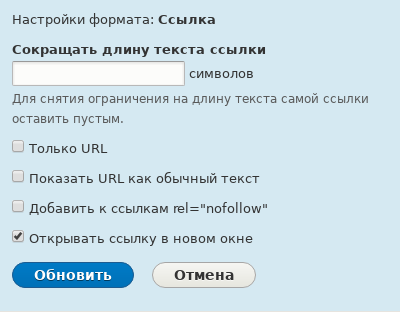 Настройки формата: Ссылка
Сокращать длину текста ссылки
символов
Для снятия ограничения на длину текста самой ссылки
оставить пустым.
Только URL
Показать URL как обычный текст
Добавить к ссылкам rel="nofollow"
Открывать ссылку в новом окне
Обновить Отмена